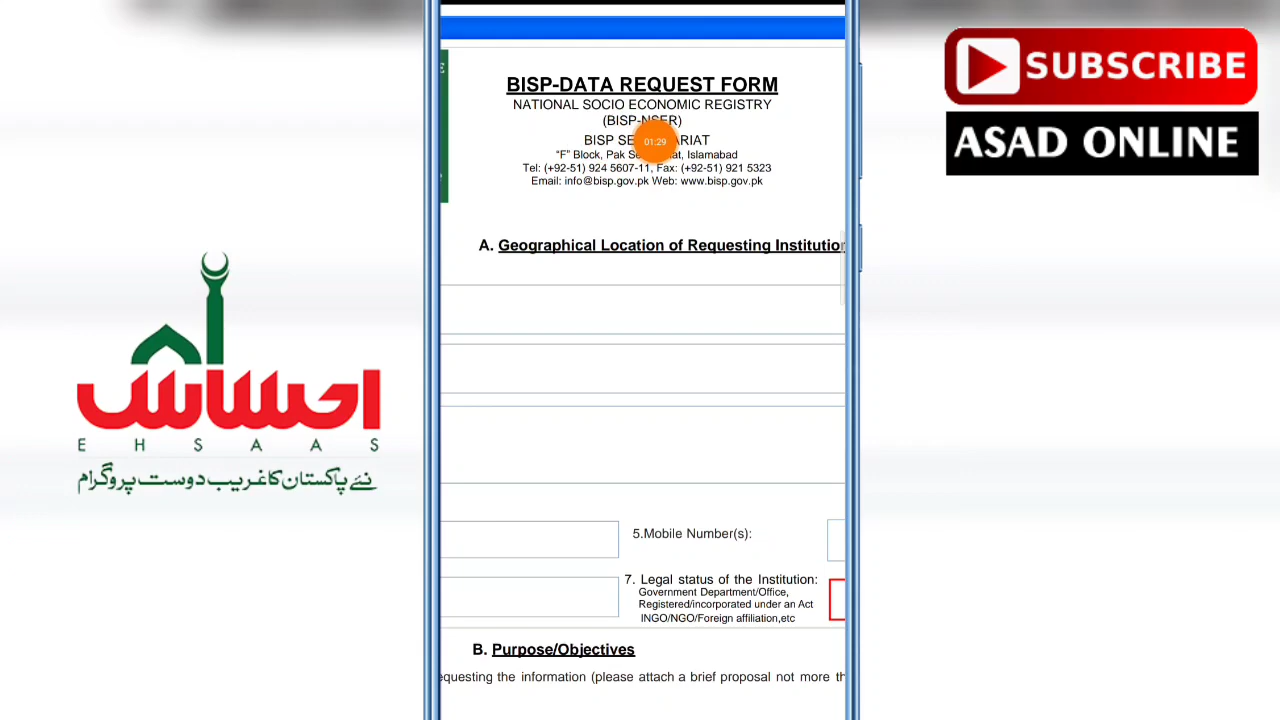 BISP-DATA REQUEST FORM
NATIONAL SOCIO ECONOMIC REGISTRY
(BISP-NSER)
BISP SE ARIAT
“F” Block, Pak Se at, Islamabad
01:29
Tel: (+92-51) 924 5607-11, Fax: (+92-51) 921 5323
Email: info@bisp.gov.pk Web: www.bisp.gov.pk
A. Geographical Location of Requesting Institution
5.Mobile Number(s):
7. Legal status of the Institution:
Government Department/Office,
Registered/incorporated under an Act
INGO/NGO/Foreign affiliation,etc
B. Purpose/Objectives
equesting the information (please attach a brief proposal not more th
SUBSCRIBE
ASAD ONLINE
احساس
EHSAAS
نئے پاکستان کا غریب دوست پروگرام